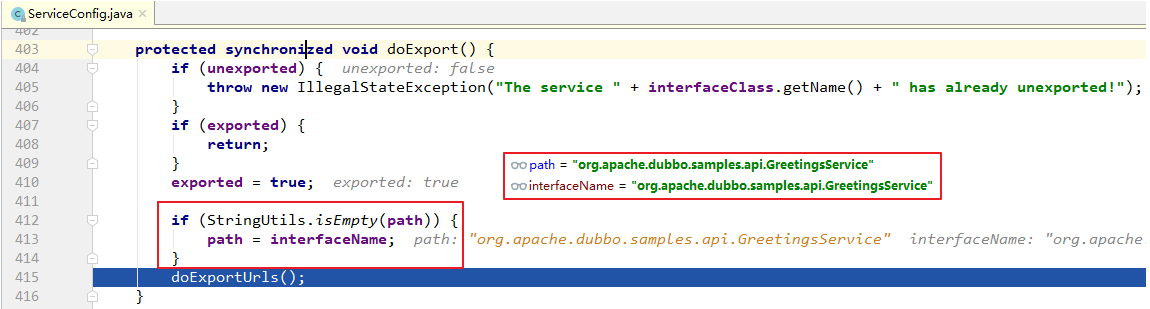 ServiceConfig.java
402
403 protected synchronized void doExport() {
404 if (unexported) { unexported: false
405 throw new IllegalStateException("The service " + interfaceClass.getName() + " has already unexported!");
406 }
407 if (exported) {
408 return;
409 }
path = "org.apache.dubbo.samples.api.GreetingsService"
410 exported = true; exported: true
interfaceName = "org.apache.dubbo.samples.api.GreetingsService"
411
412 if (StringUtils.isEmpty(path)) {
413 path = interfaceName; path: "org.apache.dubbo.samples.api.GreetingsService" interfaceName: "org.apache.
414 }
415 doExportUrls();
416 }